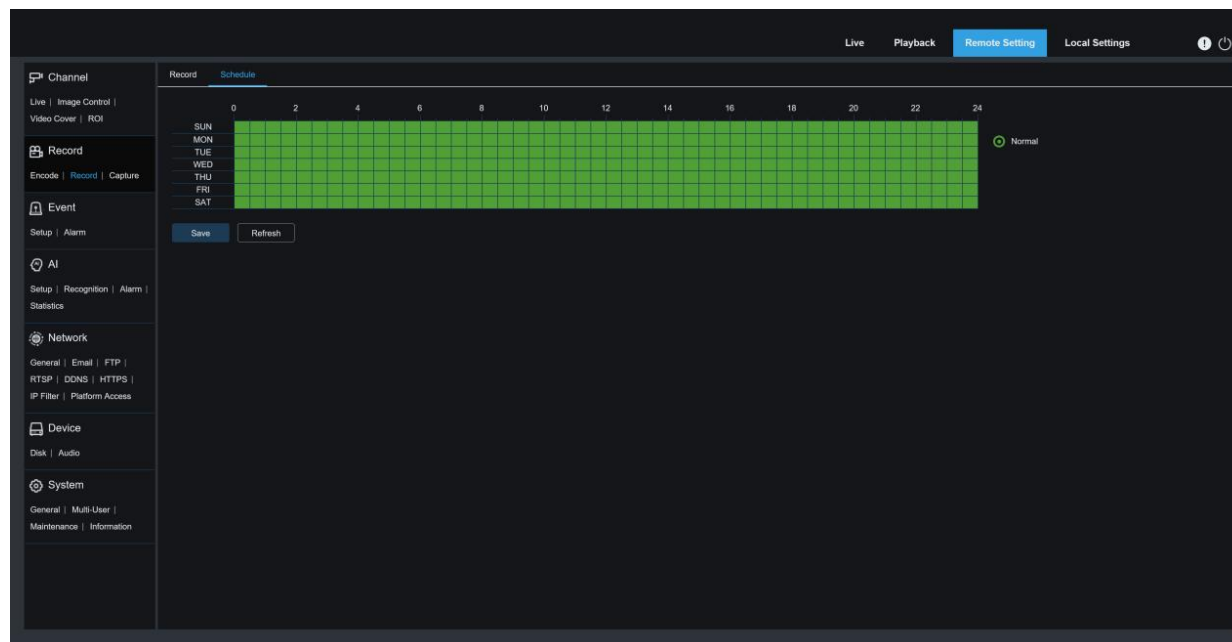 Live Playback Remote Setting Local Settings
Channel
Live | Image Control |
Video Cover | ROI
Record
Encode | Record | Capture
Event
Setup | Alarm
AI
Setup | Recognition | Alarm |
Statistics
Network
General | Email | FTP |
RTSP | DDNS | HTTPS |
IP Filter | Platform Access
Device
Disk | Audio
System
General | Multi-User |
Maintenance | Information
Record Schedule
0 2 4 6 8 10 12 14 16 18 20 22 24
SUN
MON
TUE
WED
THU
FRI
SAT
Normal
Save Refresh